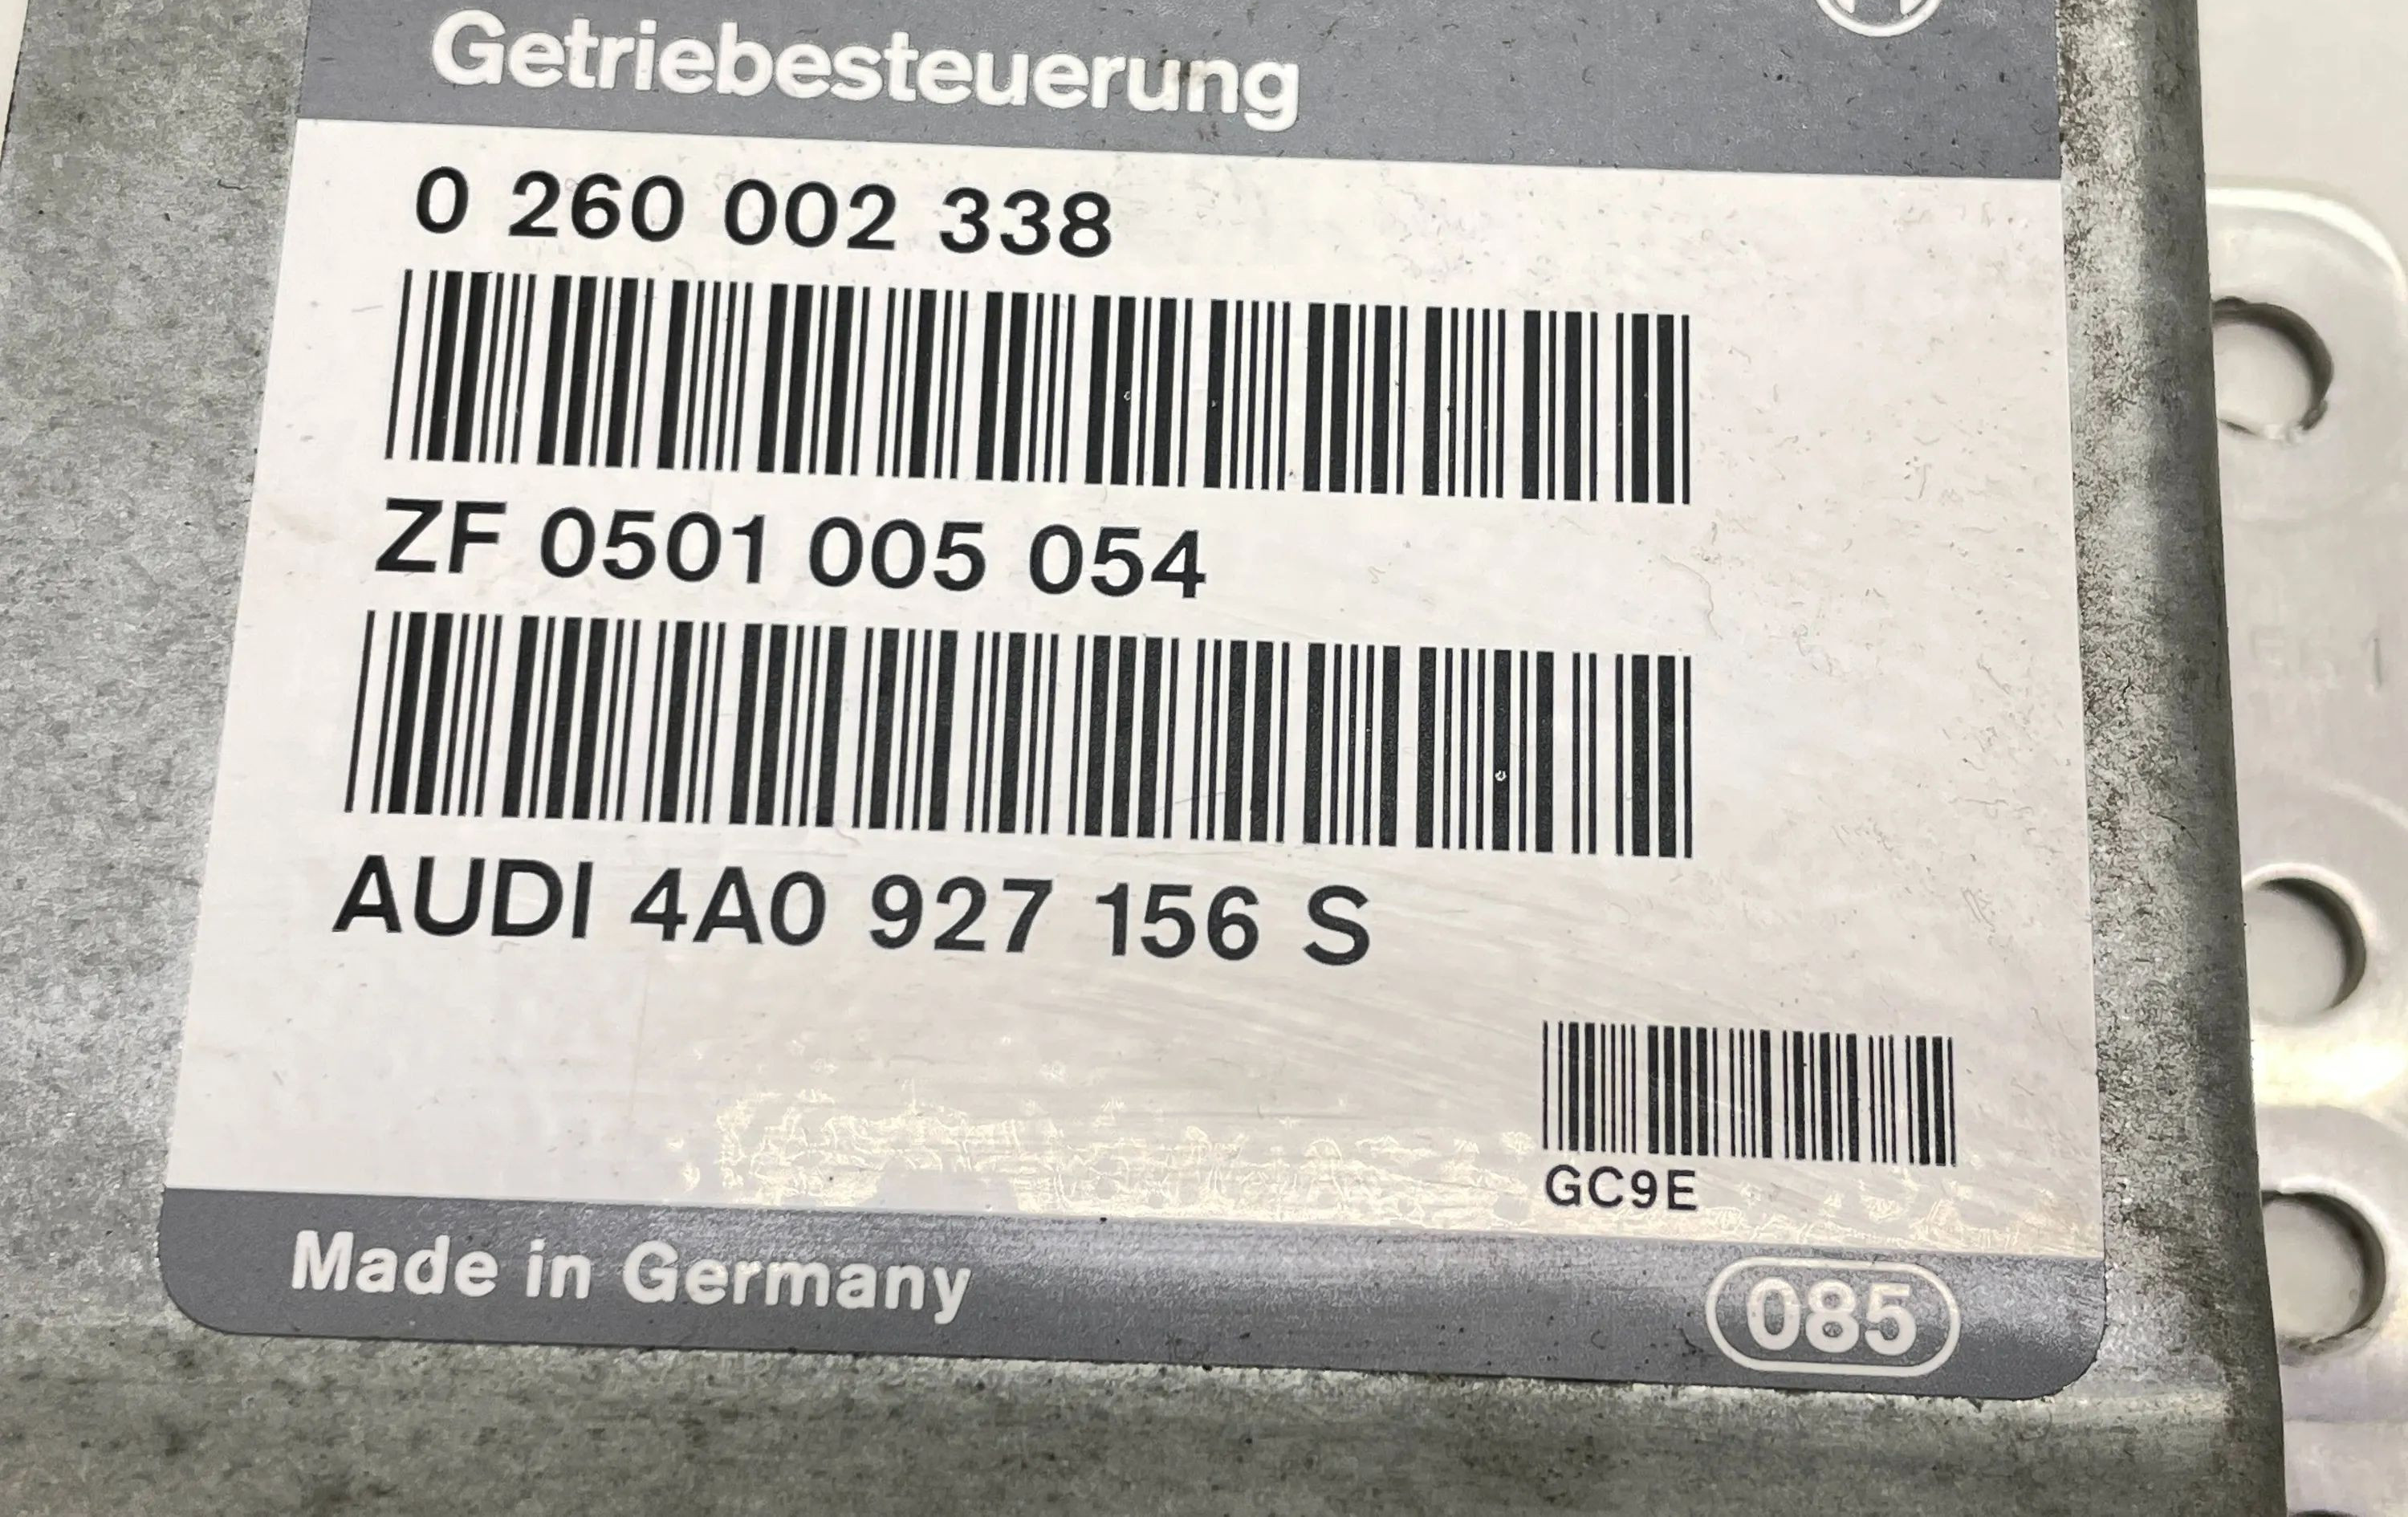 Getriebesteuerung
0 260 002 338
ZF 0501 005 054
AUDI 4A0 927 156 S
GC9E
Made in Germany
085